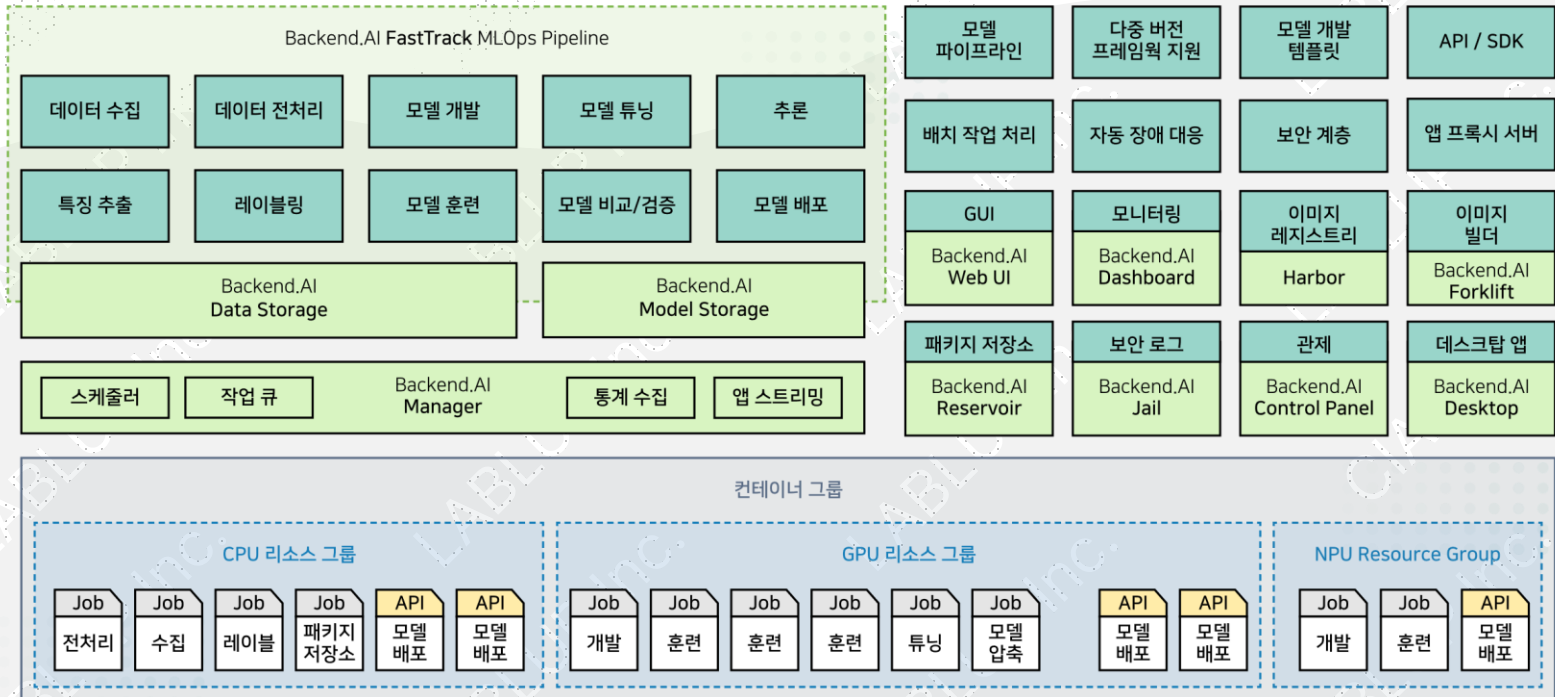 Backend.AI FastTrack MLOps Pipeline
데이터 수집
데이터 전처리
모델 개발
모델 튜닝
추론
특징 추출
레이블링
모델 훈련
모델 비교/검증
모델 배포
Backend.AI
Data Storage
Backend.AI
Model Storage
스케줄러
작업 큐
Backend.AI
Manager
통계 수집
앱 스트리밍
모델
파이프라인
다중 버전
프레임웍 지원
모델 개발
템플릿
API / SDK
배치 작업 처리
자동 장애 대응
보안 계층
앱 프록시 서버
GUI
Backend.AI
Web UI
모니터링
Backend.AI
Dashboard
이미지
레지스트리
Harbor
이미지
빌더
Backend.AI
Forklift
패키지 저장소
Backend.AI
Reservoir
보안 로그
Backend.AI
Jail
관제
Backend.AI
Control Panel
데스크탑 앱
Backend.AI
Desktop
컨테이너 그룹
CPU 리소스 그룹
Job
전처리
Job
수집
Job
레이블
Job
패키지
저장소
API
모델
배포
API
모델
배포
GPU 리소스 그룹
Job
개발
Job
훈련
Job
훈련
Job
훈련
Job
튜닝
Job
모델
압축
API
모델
배포
API
모델
배포
NPU Resource Group
Job
개발
Job
훈련
API
모델
배포